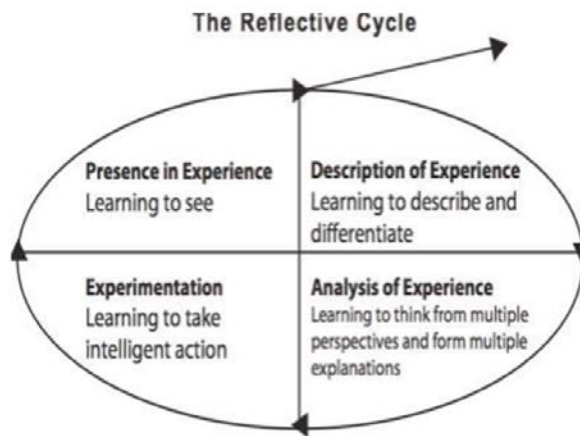 The Reflective Cycle
Presence in Experience
Learning to see
Description of Experience
Learning to describe and
differentiate
Experimentation
Learning to take
intelligent action
Analysis of Experience
Learning to think from multiple
perspectives and form multiple
explanations